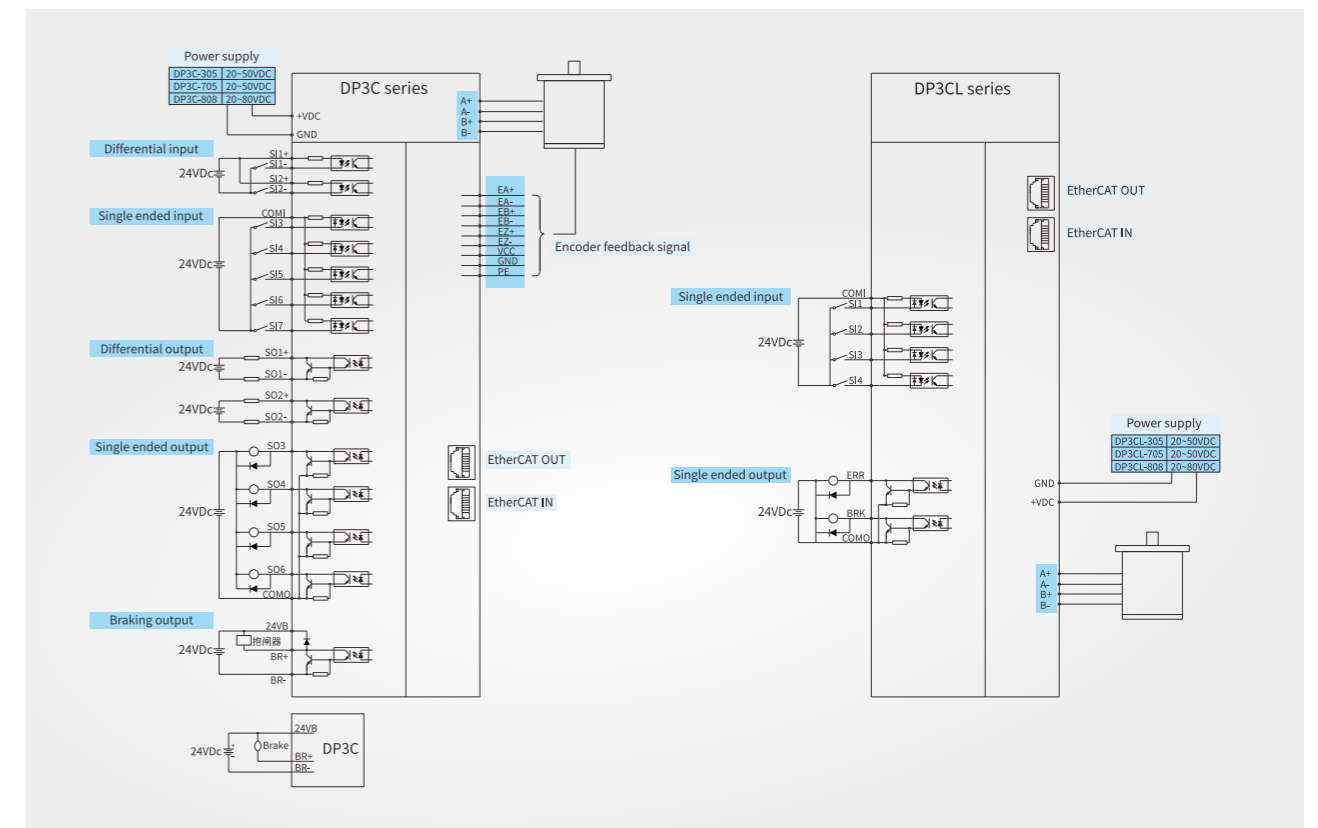 Power supply
DP3C-305 20~50VDC
DP3C-705 20~50VDC
DP3C-808 20~80VDC
DP3C series
+VDC
GND
A+
A-
B+
B-
Differential input
24VDC
SI1+
SI1-
SI2+
SI2-
Single ended input
24VDC
COMI
SI3
SI4
SI5
SI6
SI7
EA+
EA-
EB+
EB-
EZ+
EZ-
VCC
GND
PE
Encoder feedback signal
Differential output
24VDC
SO1+
SO1-
24VDC
SO2+
SO2-
Single ended output
24VDC
SO3
SO4
SO5
SO6
COMO
EtherCAT OUT
EtherCAT IN
Braking output
24VDC
24VB
抱闸器
BR+
BR-
24VDC
+
-
Brake
24VB
BR+
BR-
DP3C
DP3CL series
EtherCAT OUT
EtherCAT IN
Single ended input
24VDC
COMI
SI1
SI2
SI3
SI4
Power supply
DP3CL-305 20~50VDC
DP3CL-705 20~50VDC
DP3CL-808 20~80VDC
GND
+VDC
Single ended output
24VDC
ERR
BRK
COMO
A+
A-
B+
B-